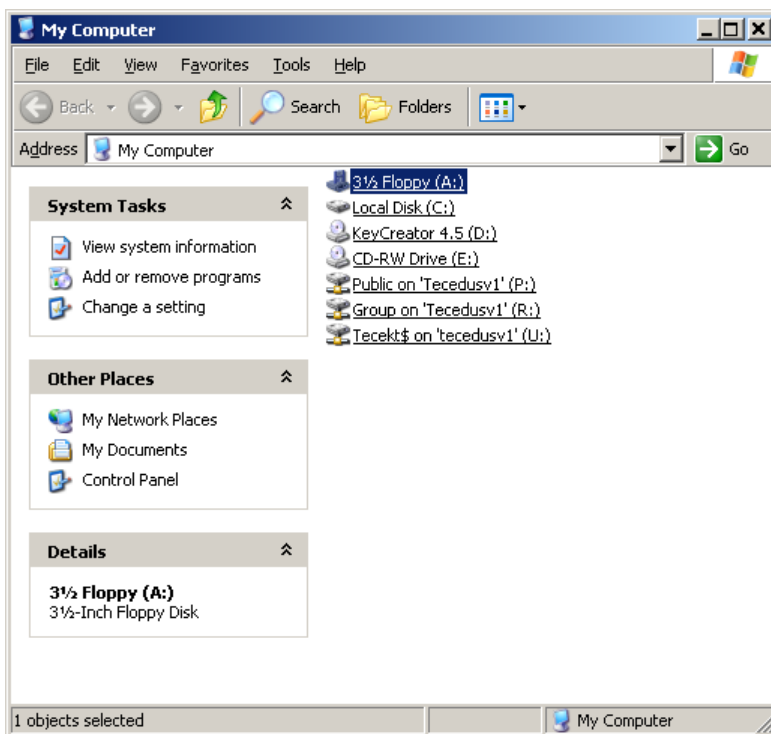 My Computer
File Edit View Favorites Tools Help
Back Search Folders
Address My Computer Go
System Tasks
View system information
Add or remove programs
Change a setting
Other Places
My Network Places
My Documents
Control Panel
Details
3½ Floppy (A:)
3½-Inch Floppy Disk
3½ Floppy (A:)
Local Disk (C:)
KeyCreator 4.5 (D:)
CD-RW Drive (E:)
Public on 'Tecedusv1' (P:)
Group on 'Tecedusv1' (R:)
Tecekt$ on 'tecedusv1' (U:)
1 objects selected My Computer